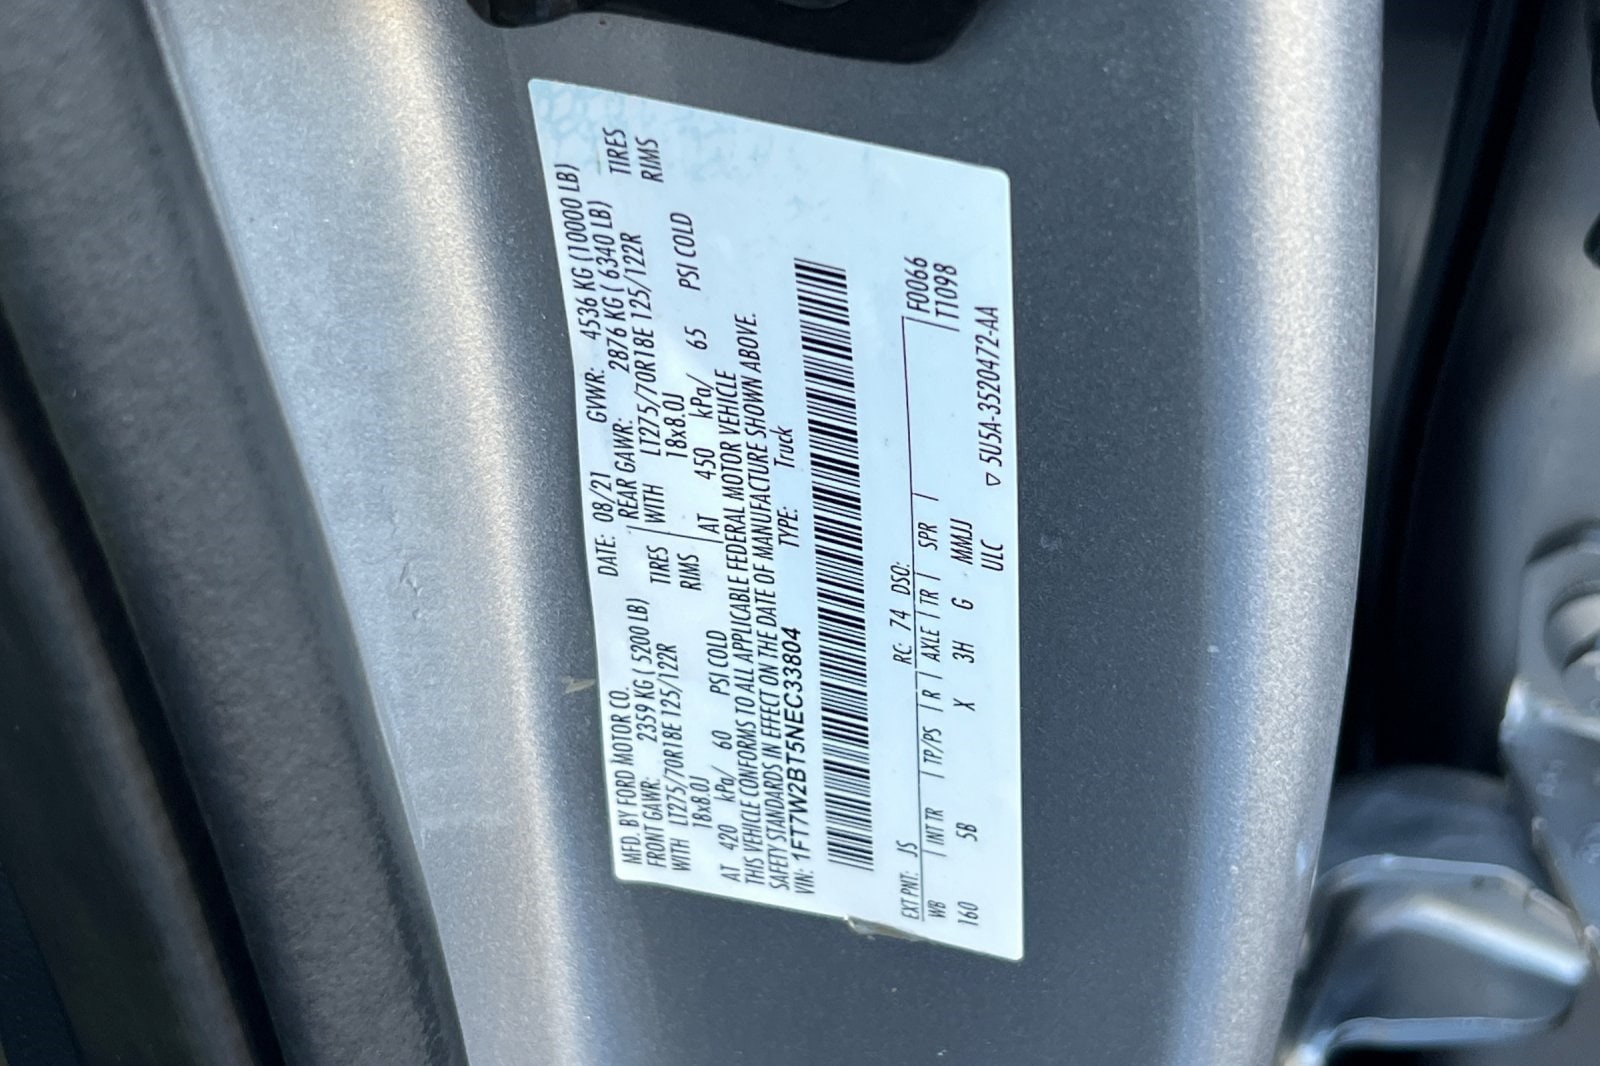 MFD. BY FORD MOTOR CO.
DATE: 08/21 GVWR: 4536 KG (10000 LB)
FRONT GAWR: 2359 KG ( 5200 LB) REAR GAWR: 2876 KG ( 6340 LB)
WITH LT275/70R18E 125/122R TIRES WITH LT275/70R18E 125/122R TIRES
18x8.0J RIMS 18x8.0J RIMS
AT 420 kPa/ 60 PSI COLD AT 450 kPa/ 65 PSI COLD
THIS VEHICLE CONFORMS TO ALL APPLICABLE FEDERAL MOTOR VEHICLE
SAFETY STANDARDS IN EFFECT ON THE DATE OF MANUFACTURE SHOWN ABOVE.
VIN: 1FT7W2BT5NEC33804 TYPE: Truck
EXT PNT: JS RC: 74 DSO: F0066
WB INT TR TP/PS R AXLE TR SPR TT098
160 5B X 3H G MMJJ
ULC ▽ 5U5A-3520472-AA